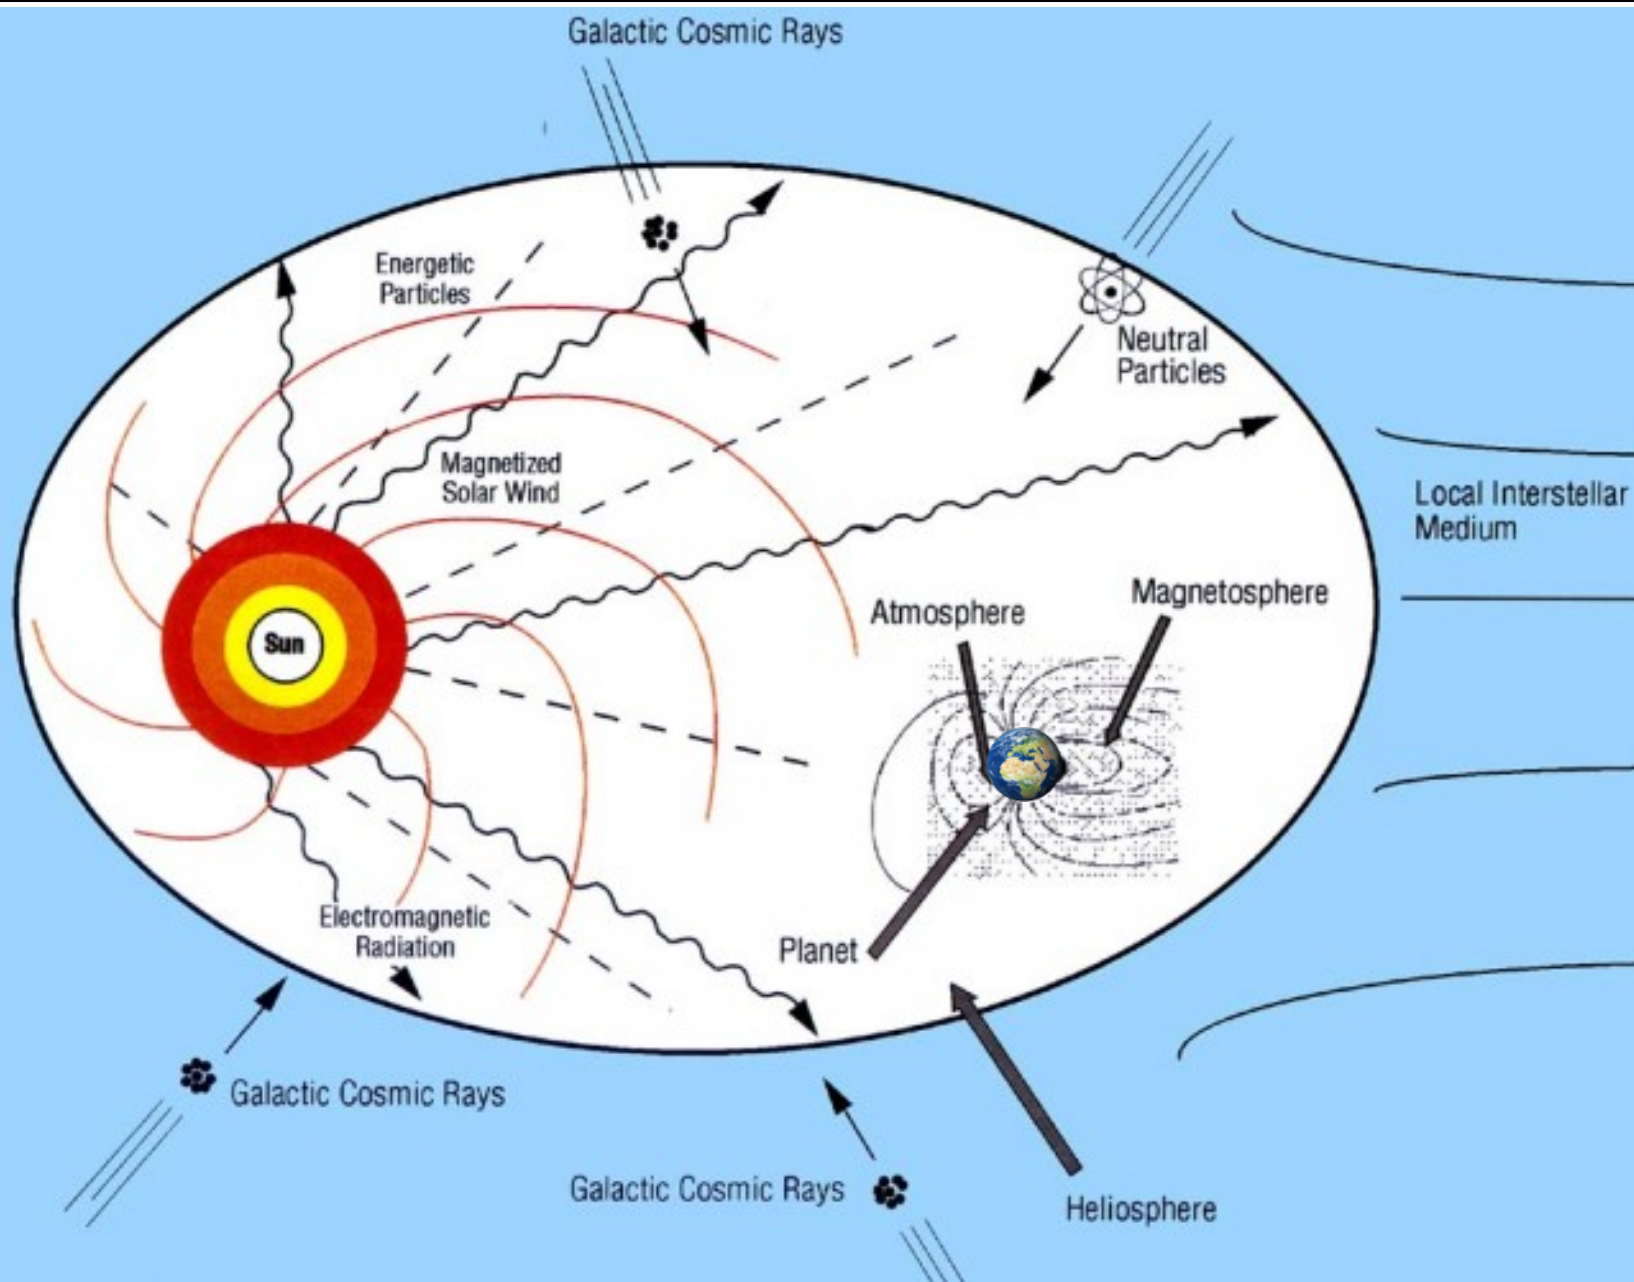 Galactic Cosmic Rays
Energetic
Particles
Neutral
Particles
Magnetized
Solar Wind
Local Interstellar
Medium
Atmosphere
Magnetosphere
Sun
Electromagnetic
Radiation
Planet
Galactic Cosmic Rays
Galactic Cosmic Rays
Heliosphere